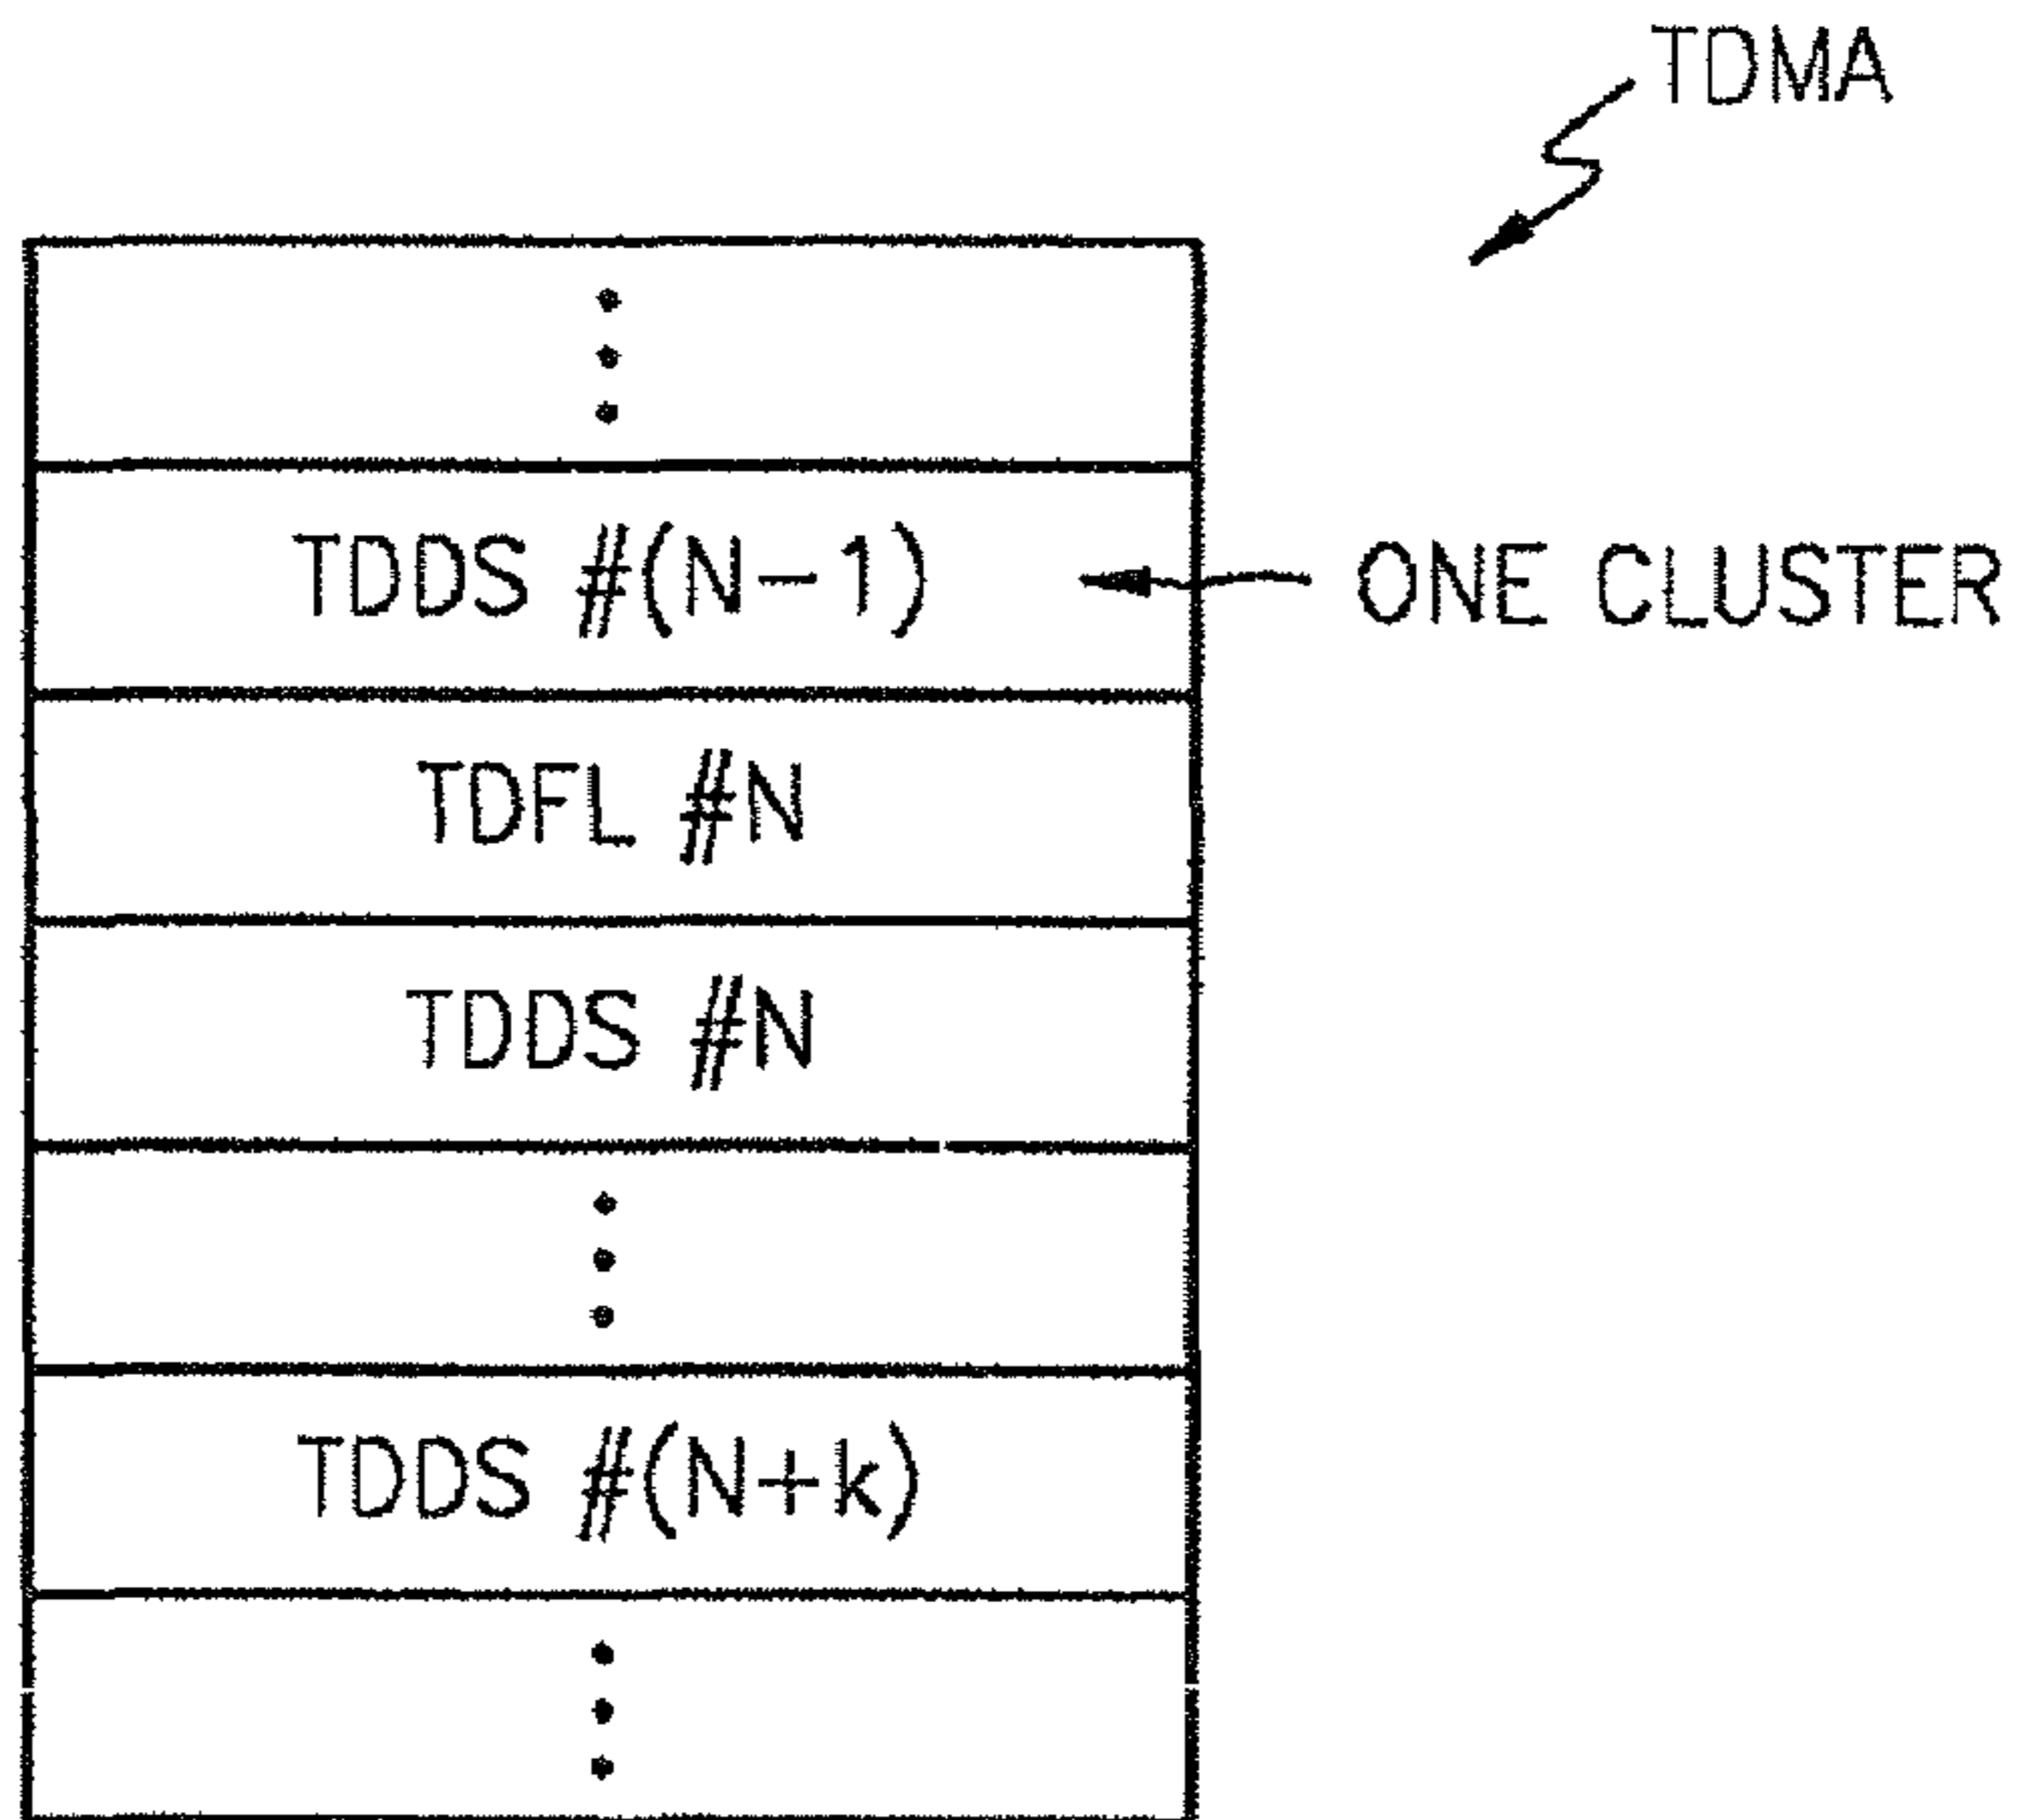 TDMA
TDDS #(N-1)
ONE CLUSTER
TDFL #N
TDDS #N
TDDS #(N+k)